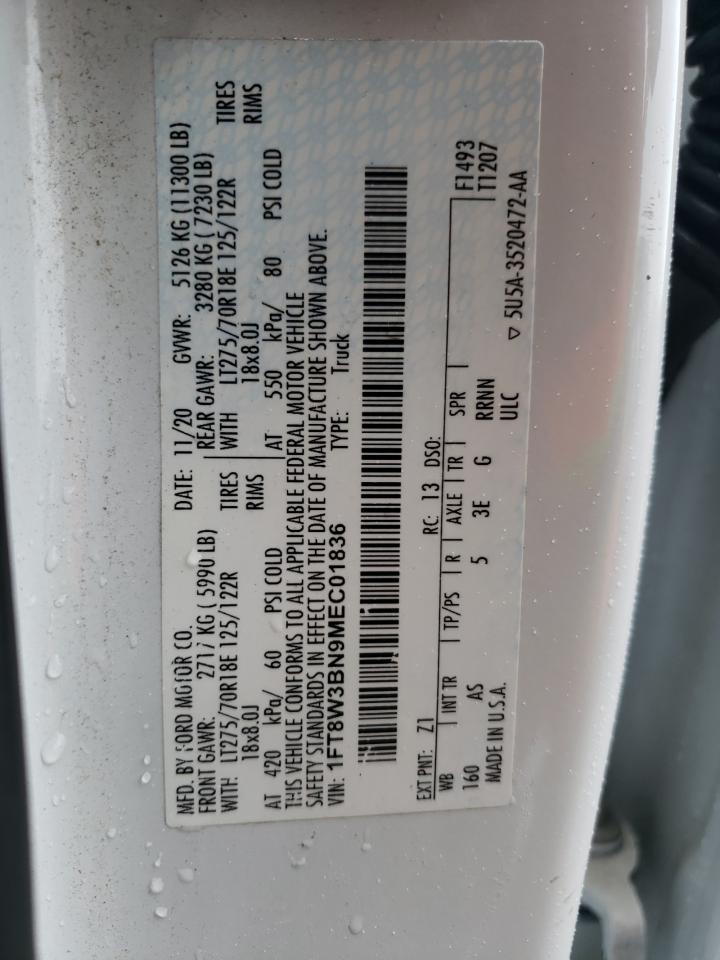 MFD. BY FORD MOTOR CO.
DATE: 11/20 GVWR: 5126 KG (11300 LB)
FRONT GAWR: 2717 KG ( 5990 LB)
REAR GAWR: 3280 KG ( 7230 LB)
WITH LT275/70R18E 125/122R TIRES
WITH LT275/70R18E 125/122R TIRES
18x8.0J RIMS
18x8.0J RIMS
AT 420 kPa/ 60 PSI COLD
AT 550 kPa/ 80 PSI COLD
THIS VEHICLE CONFORMS TO ALL APPLICABLE FEDERAL MOTOR VEHICLE
SAFETY STANDARDS IN EFFECT ON THE DATE OF MANUFACTURE SHOWN ABOVE.
VIN: 1FT8W3BN9MEC01836 TYPE: Truck
EXT PNT: Z1 RC: 13 DSO:
WB INT TR TP/PS R AXLE TR SPR F1493
160 AS 5 3E G RRNN T1207
MADE IN U.S.A. ULC
▽ 5U5A-3520472-AA